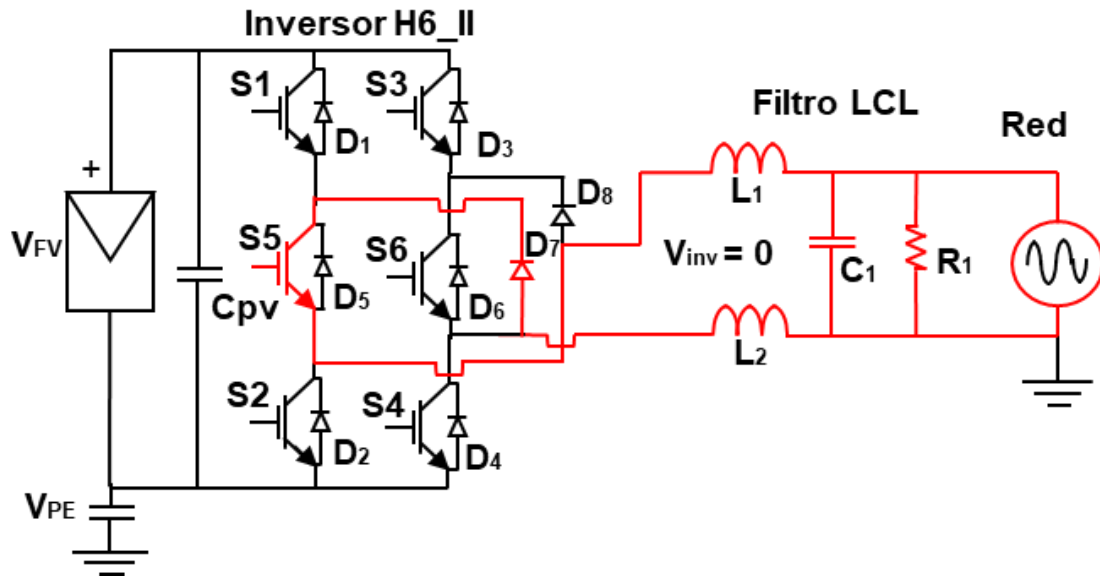 Inversor H6_II
S1
S3
Filtro LCL
Red
D1
D3
+
L1
D8
VFV
S5
S6
D7
Vinv = 0
C1
R1
Cpv
D5
D6
L2
S2
S4
D2
D4
VPE